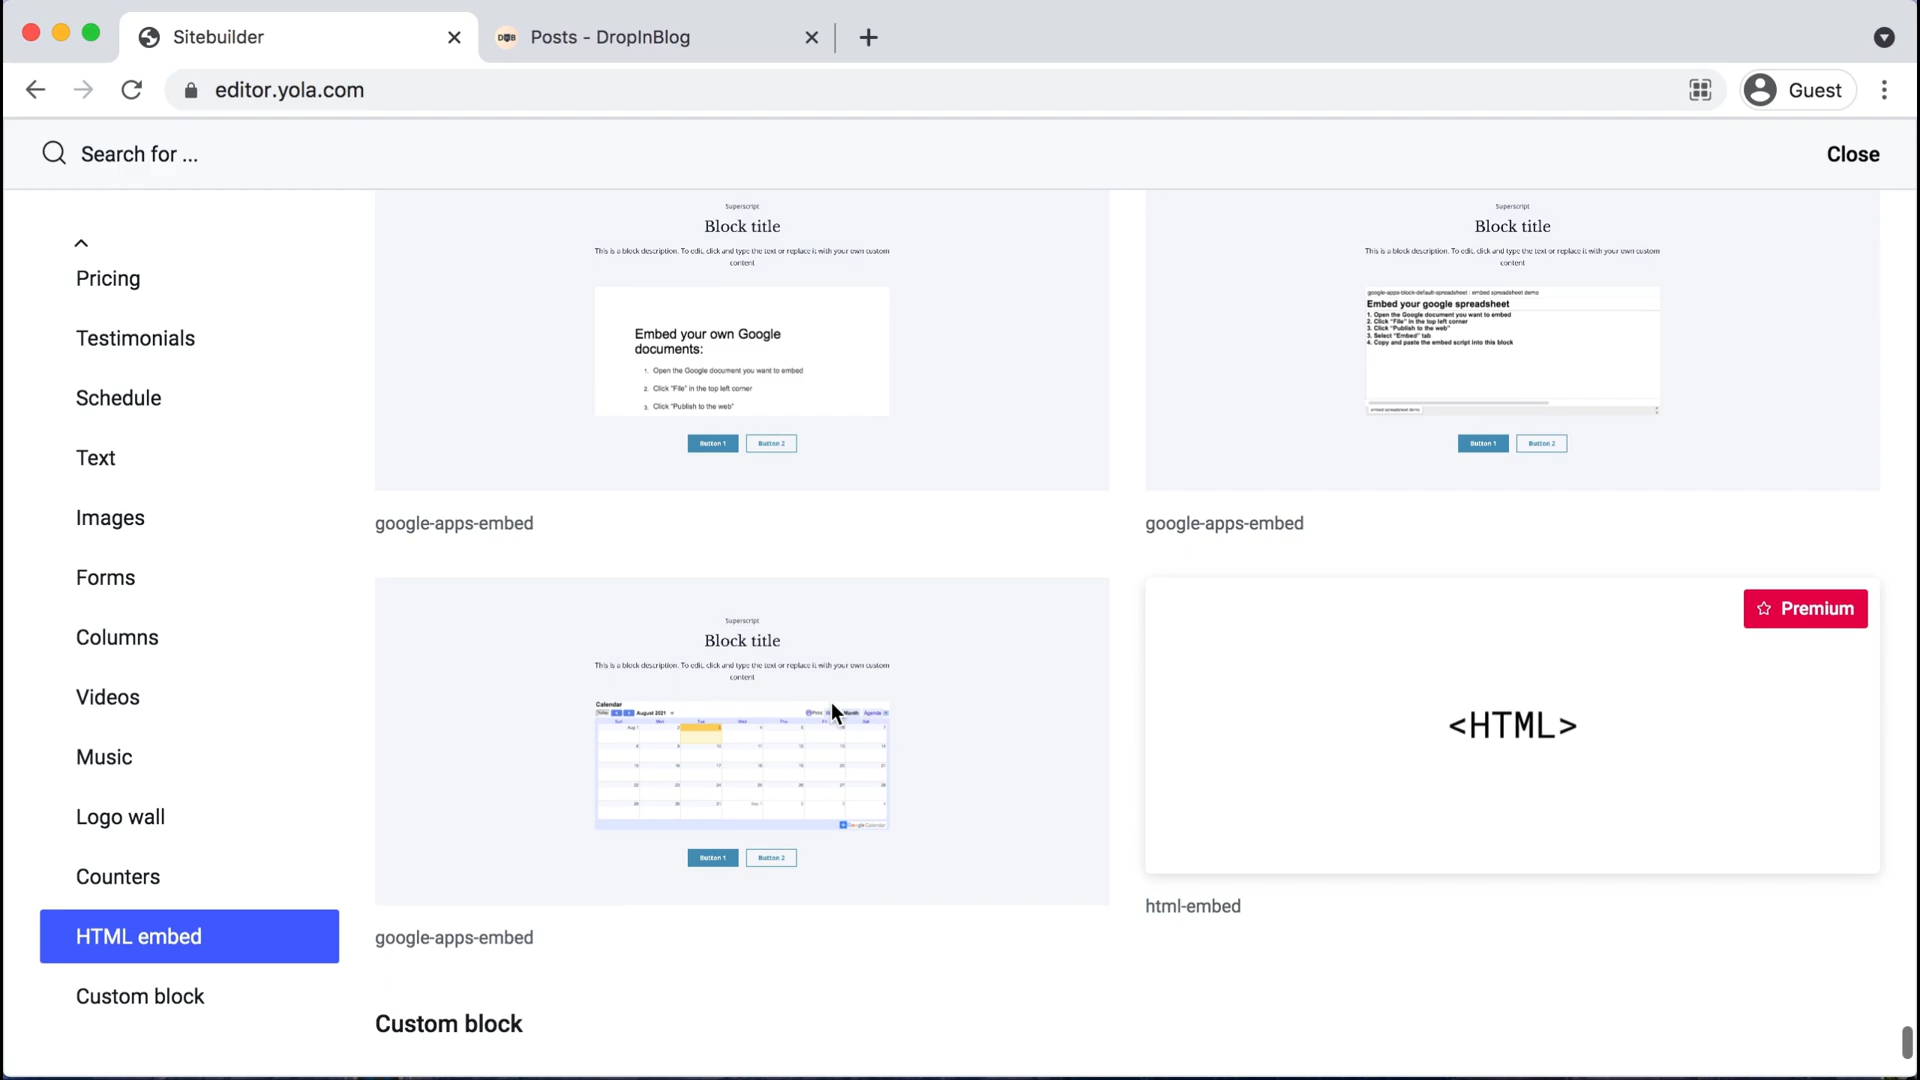 Sitebuilder
DOB
Posts - DropInBlog
editor.yola.com
Guest
Search for ...
Close
Pricing
Testimonials
Schedule
Text
Images
Forms
Columns
Videos
Music
Logo wall
Counters
HTML embed
Custom block
Superscript
Block title
This is a block description. To edit, click and type the text or replace it with your own custom
content
Embed your own Google
documents:
1. Open the Google document you want to embed
2. Click "File" in the top left corner
3. Click "Publish to the web"
Button 1
Button 2
google-apps-embed
Superscript
Block title
This is a block description. To edit, click and type the text or replace it with your own custom
content
google-apps-block-default-spreadsheet : embed spreadsheet demo
Embed your google spreadsheet
1. Open the Google document you want to embed
2. Click "File" in the top left corner
3. Click "Publish to the web"
3. Select "Embed" tab
4. Copy and paste the embed script into this block
embed spreadsheet demo
Button 1
Button 2
google-apps-embed
Superscript
Block title
This is a block description. To edit, click and type the text or replace it with your own custom
content
Calendar
Today
August 2021
Print
Month
Agenda
Sun Mon Tue Wed Thu Fri Sat
Google Calendar
Button 1
Button 2
google-apps-embed
Premium
<HTML>
html-embed
Custom block